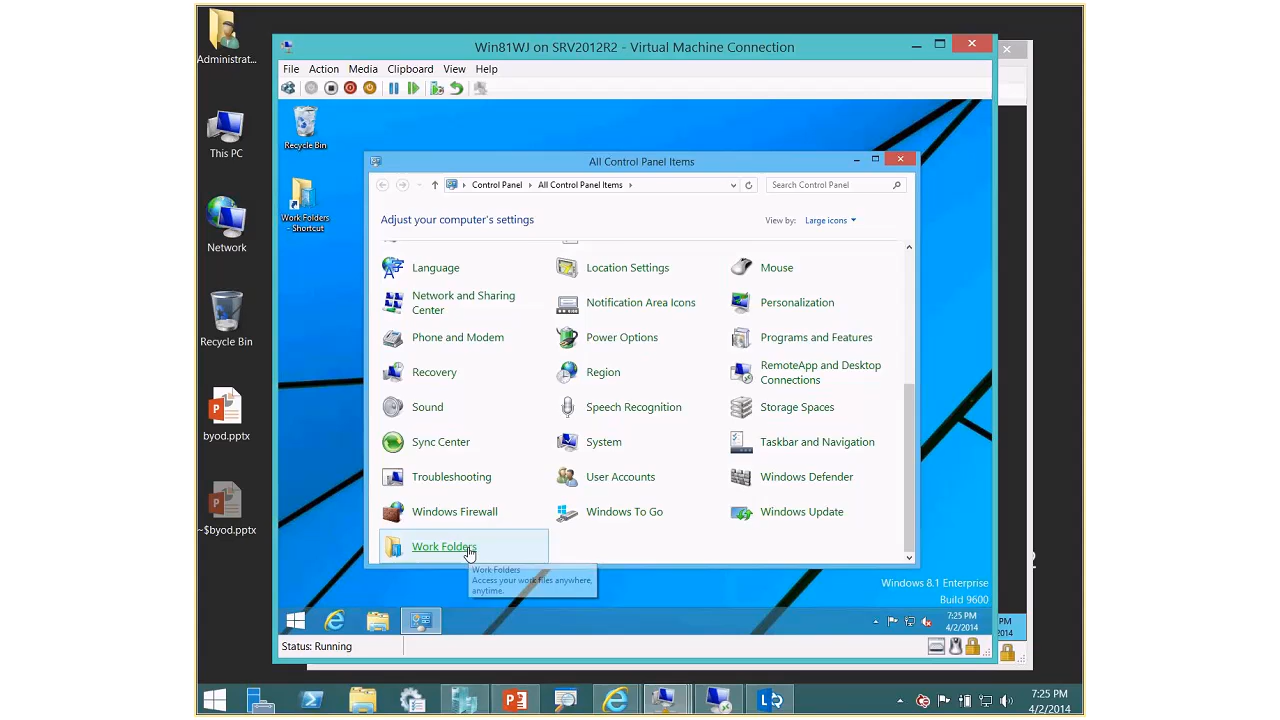 Administrat...
This PC
Network
Recycle Bin
byod.pptx
~$byod.pptx
Win81WJ on SRV2012R2 - Virtual Machine Connection
File Action Media Clipboard View Help
Recycle Bin
Work Folders
- Shortcut
All Control Panel Items
Control Panel All Control Panel Items
Search Control Panel
Adjust your computer's settings
View by: Large icons
Language
Location Settings
Mouse
Network and Sharing
Center
Notification Area Icons
Personalization
Phone and Modem
Power Options
Programs and Features
Recovery
Region
RemoteApp and Desktop
Connections
Sound
Speech Recognition
Storage Spaces
Sync Center
System
Taskbar and Navigation
Troubleshooting
User Accounts
Windows Defender
Windows Firewall
Windows To Go
Windows Update
Work Folders
Work Folders
Access your work files anywhere,
anytime.
Windows 8.1 Enterprise
Build 9600
7:25 PM
4/2/2014
Status: Running
PM
2014
7:25 PM
4/2/2014